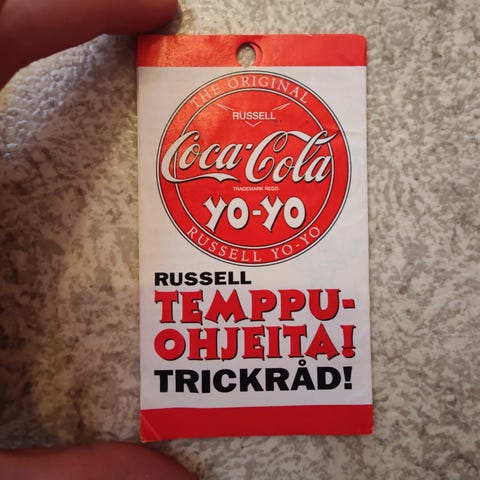 THE ORIGINAL
RUSSELL
Coca-Cola
TRADEMARK REGD.
YO-YO
RUSSELL YO-YO
RUSSELL
TEMPPU-
OHJEITA!
TRICKRÅD!